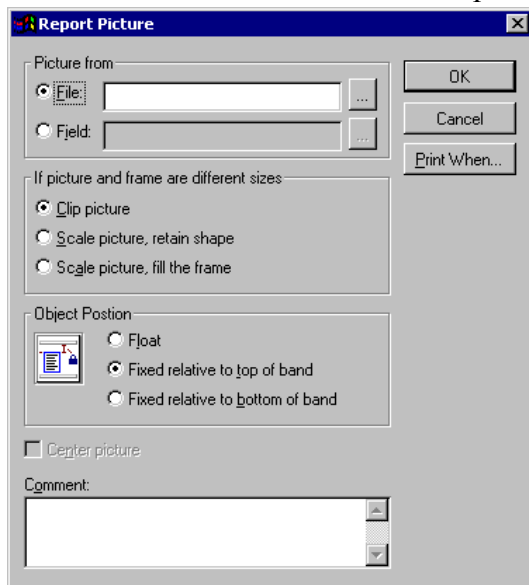 Report Picture
Picture from
File:
...
OK
Field:
...
Cancel
Print When...
If picture and frame are different sizes
Clip picture
Scale picture, retain shape
Scale picture, fill the frame
Object Postion
Float
Fixed relative to top of band
Fixed relative to bottom of band
Center picture
Comment: